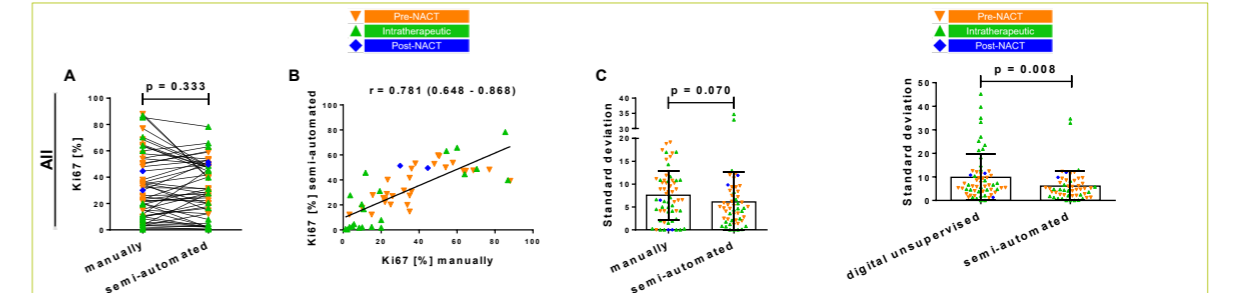 Pre-NACT
Intratherapeutic
Post-NACT
Pre-NACT
Intratherapeutic
Post-NACT
All
A
p = 0.333
Ki67 [%]
100
80
60
40
20
0
manually
semi-automated
B
r = 0.781 (0.648 - 0.868)
Ki67 [%] semi-automated
100
80
60
40
20
0
0
20
40
60
80
100
Ki67 [%] manually
C
p = 0.070
Standard deviation
40
35
30
20
15
10
5
0
manually
semi-automated
p = 0.008
Standard deviation
50
40
30
20
10
0
digital unsupervised
semi-automated